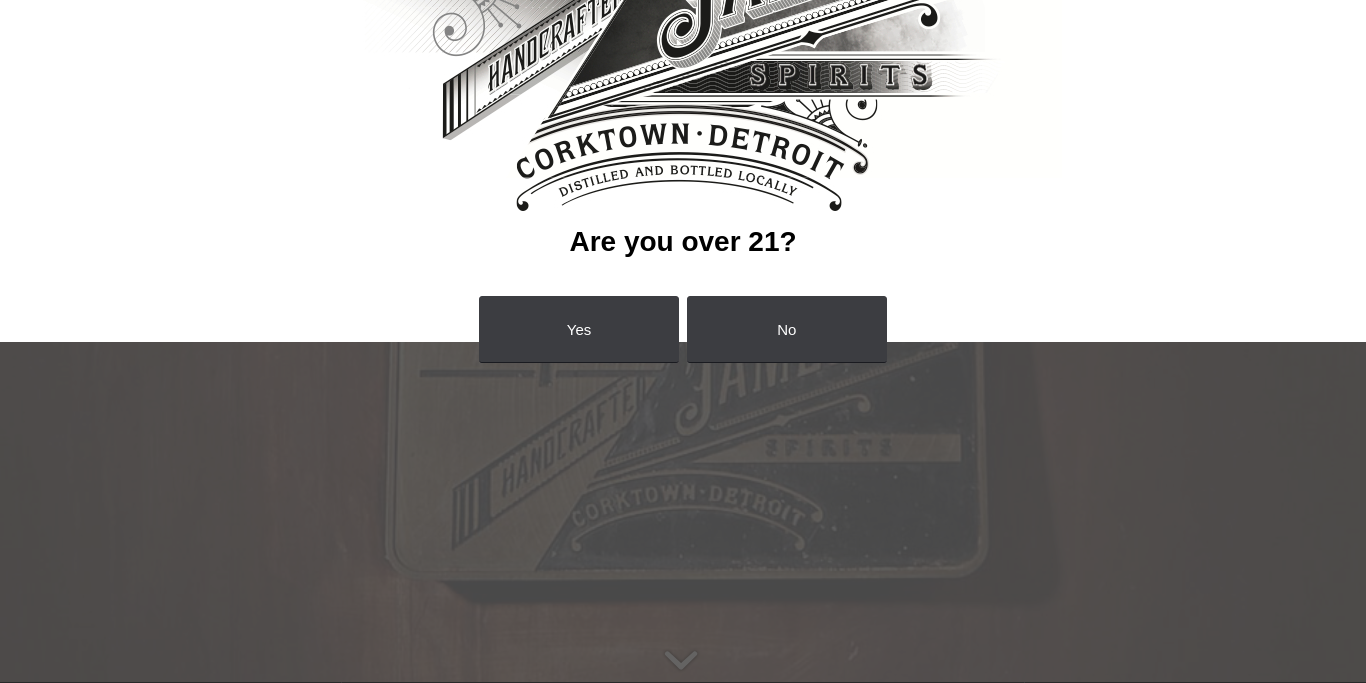 HANDCRAFTED
SPIRITS
CORKTOWN · DETROIT
DISTILLED AND BOTTLED LOCALLY
Are you over 21?
Yes
No
HANDCRAFTED
SPIRITS
CORKTOWN · DETROIT